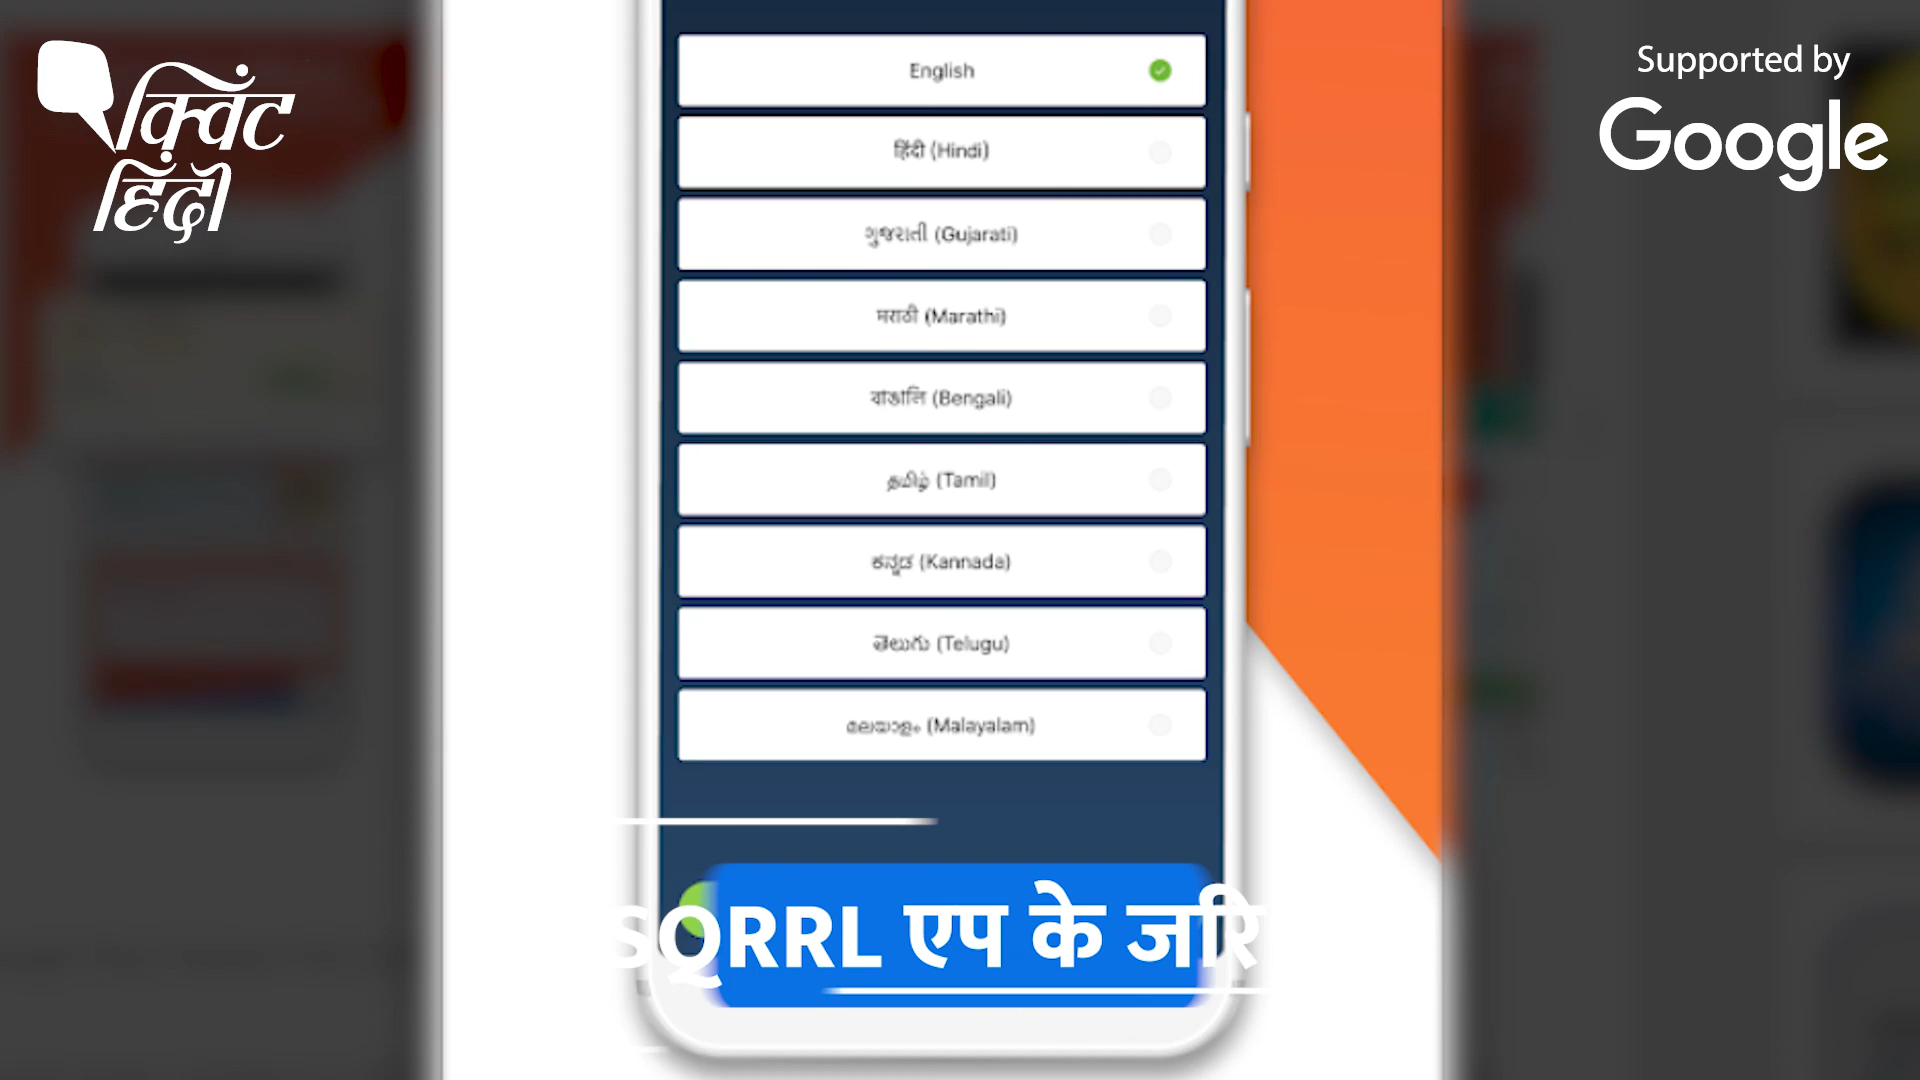 क्विंट
हिंदी
Supported by
Google
English
हिंदी (Hindi)
ગુજરાતી (Gujarati)
मराठी (Marathi)
বাঙালি (Bengali)
தமிழ் (Tamil)
ಕನ್ನಡ (Kannada)
తెలుగు (Telugu)
മലയാളം (Malayalam)
SQRRL एप के जरि